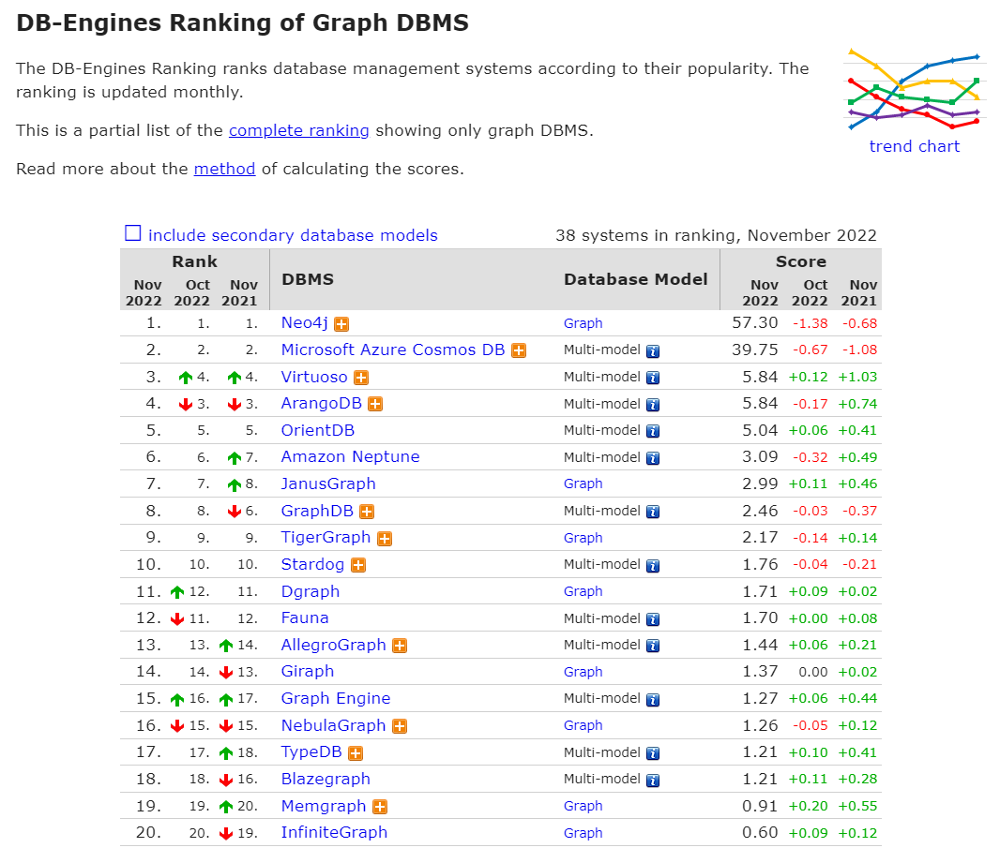 DB-Engines Ranking of Graph DBMS
The DB-Engines Ranking ranks database management systems according to their popularity. The
ranking is updated monthly.
This is a partial list of the complete ranking showing only graph DBMS.
Read more about the method of calculating the scores.
trend chart
include secondary database models 38 systems in ranking, November 2022
Rank DBMS Database Model Score
Nov 2022 Oct 2022 Nov 2021 Nov 2022 Oct 2022 Nov 2021
1. 1. 1. Neo4j Graph 57.30 -1.38 -0.68
2. 2. 2. Microsoft Azure Cosmos DB Multi-model 39.75 -0.67 -1.08
3. 4. 4. Virtuoso Multi-model 5.84 +0.12 +1.03
4. 3. 3. ArangoDB Multi-model 5.84 -0.17 +0.74
5. 5. 5. OrientDB Multi-model 5.04 +0.06 +0.41
6. 6. 7. Amazon Neptune Multi-model 3.09 -0.32 +0.49
7. 7. 8. JanusGraph Graph 2.99 +0.11 +0.46
8. 8. 6. GraphDB Multi-model 2.46 -0.03 -0.37
9. 9. 9. TigerGraph Graph 2.17 -0.14 +0.14
10. 10. 10. Stardog Multi-model 1.76 -0.04 -0.21
11. 12. 11. Dgraph Graph 1.71 +0.09 +0.02
12. 11. 12. Fauna Multi-model 1.70 +0.00 +0.08
13. 13. 14. AllegroGraph Multi-model 1.44 +0.06 +0.21
14. 14. 13. Giraph Graph 1.37 0.00 +0.02
15. 16. 17. Graph Engine Multi-model 1.27 +0.06 +0.44
16. 15. 15. NebulaGraph Graph 1.26 -0.05 +0.12
17. 17. 18. TypeDB Multi-model 1.21 +0.10 +0.41
18. 18. 16. Blazegraph Multi-model 1.21 +0.11 +0.28
19. 19. 20. Memgraph Graph 0.91 +0.20 +0.55
20. 20. 19. InfiniteGraph Graph 0.60 +0.09 +0.12